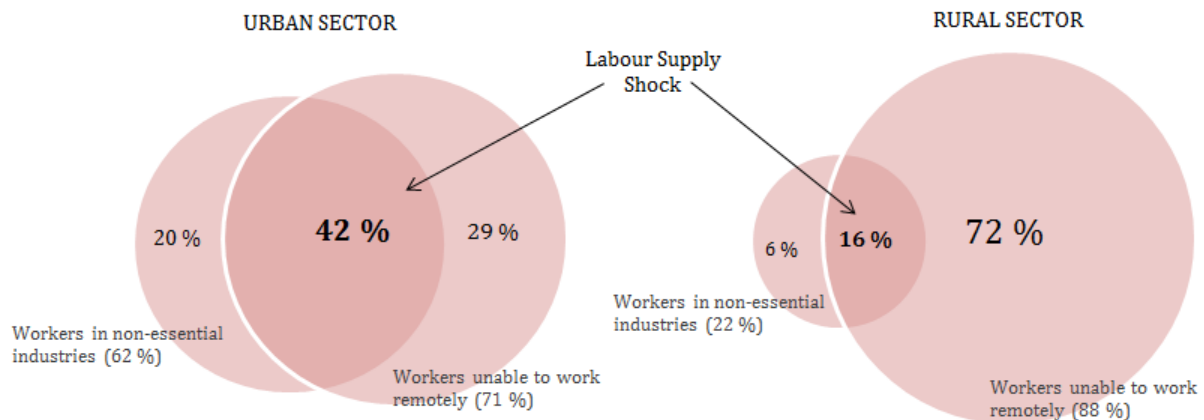 URBAN SECTOR
RURAL SECTOR
Labour Supply
Shock
20 %
42 %
29 %
Workers in non-essential
industries (62 %)
Workers unable to work
remotely (71 %)
6 %
16 %
72 %
Workers in non-essential
industries (22 %)
Workers unable to work
remotely (88 %)